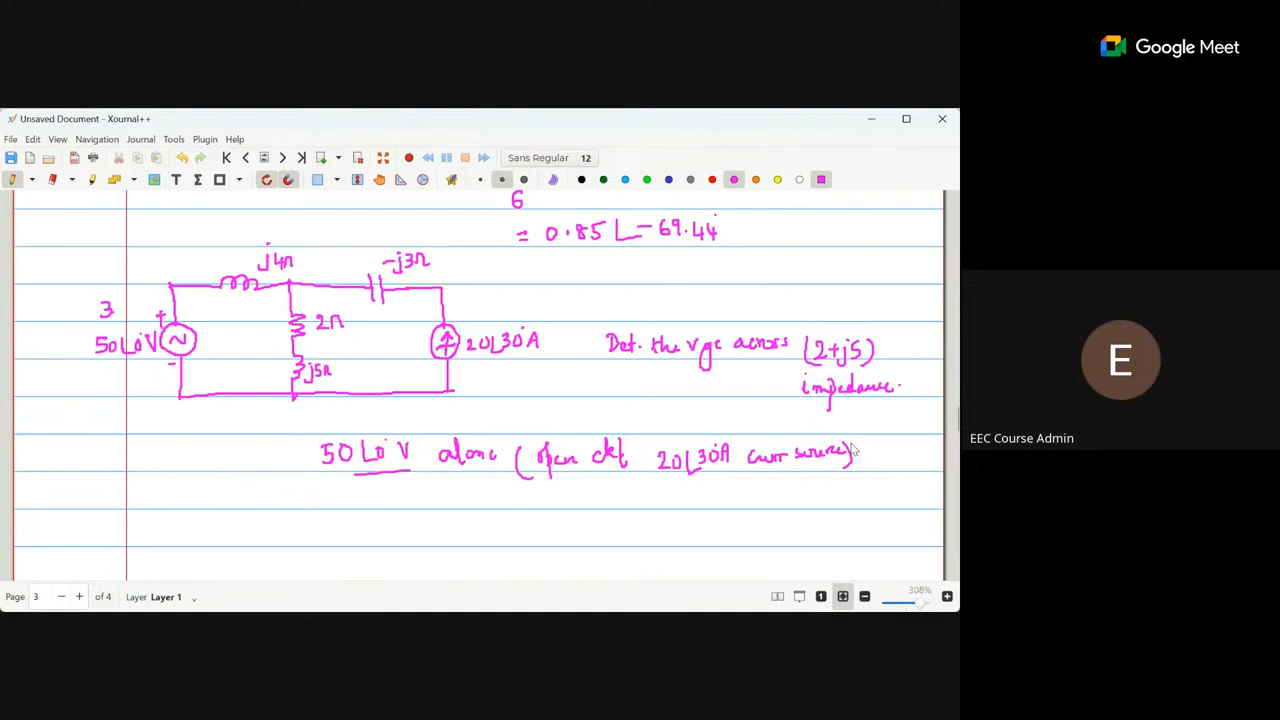 Google Meet
Unsaved Document - Xournal++
File Edit View Navigation Journal Tools Plugin Help
Sans Regular 12
6
= 0.85 ∠-69.44°
j4Ω
-j3Ω
3
+
2Ω
50∠0°V
20∠30°A
Det. the vge across (2+j5)
-
j5Ω
impedance.
EEC Course Admin
E
50∠0° V alone (open ckt 20∠30°A curr source)
Page 3 of 4 Layer Layer 1
308%